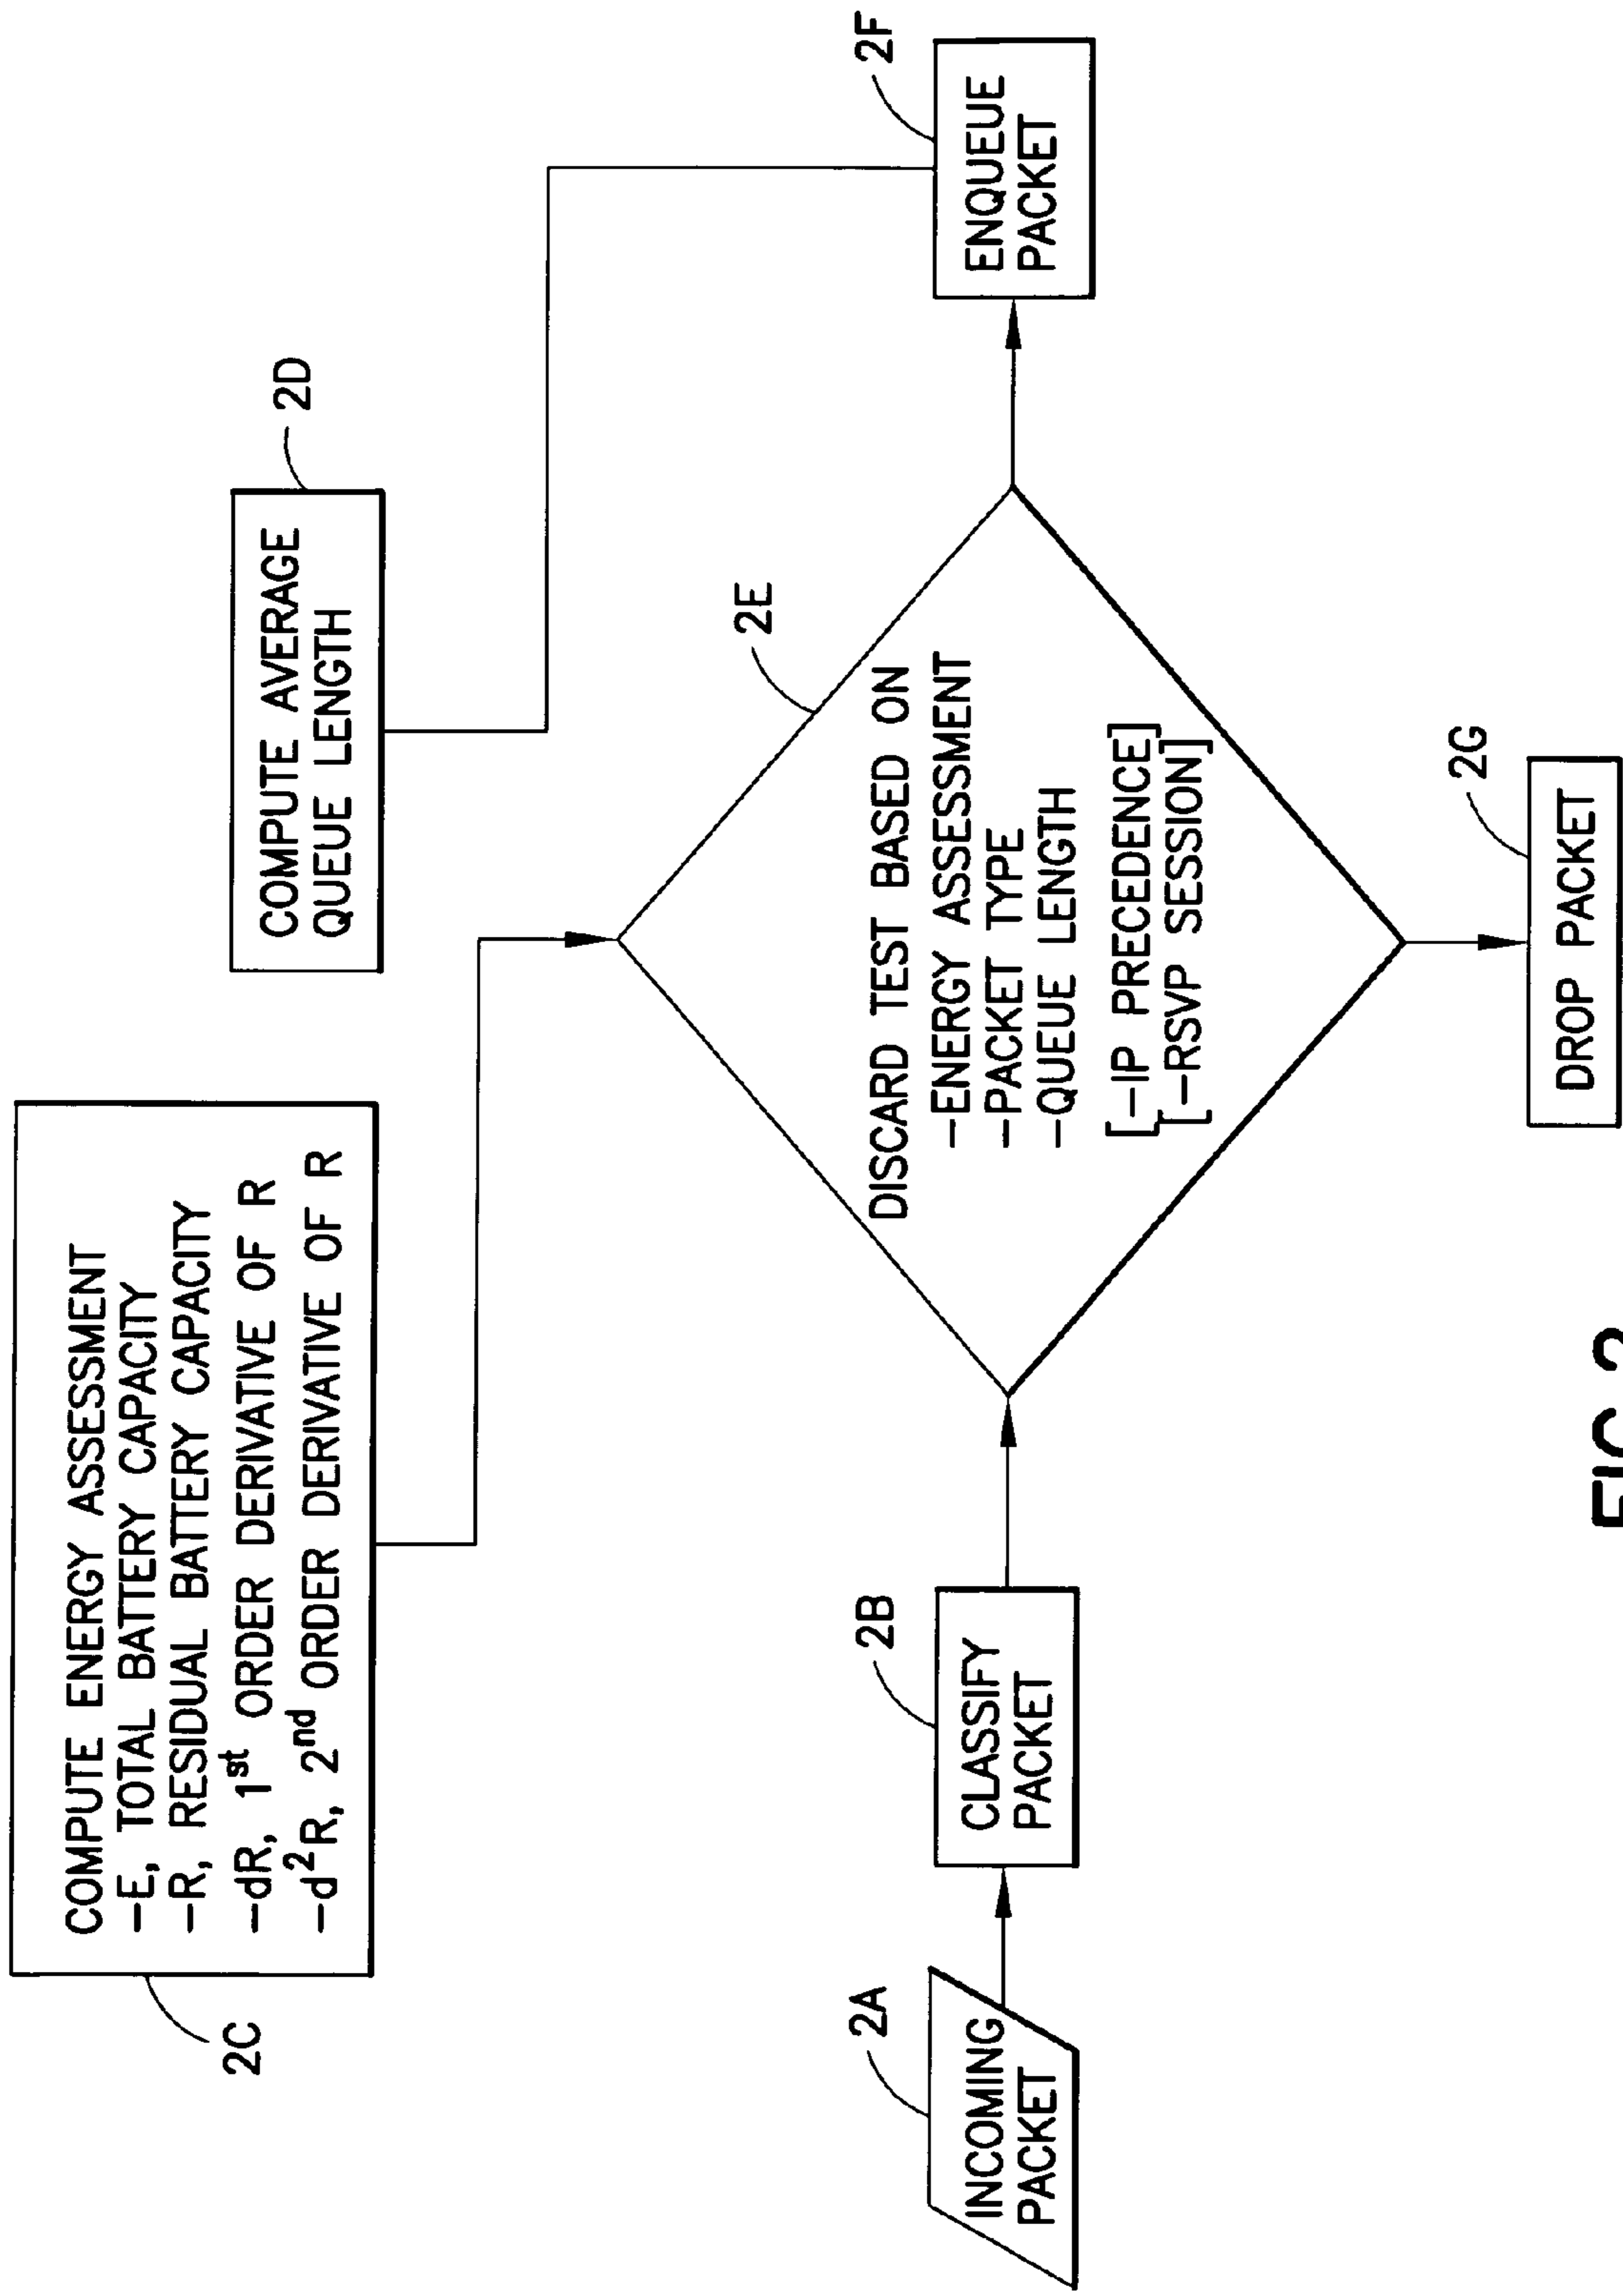 COMPUTE ENERGY ASSESSMENT
-E, TOTAL BATTERY CAPACITY
-R, RESIDUAL BATTERY CAPACITY
-dR, 1st ORDER DERIVATIVE OF R
-d²R, 2nd ORDER DERIVATIVE OF R
2C
COMPUTE AVERAGE
QUEUE LENGTH
2D
INCOMING
PACKET
2A
CLASSIFY
PACKET
2B
DISCARD TEST BASED ON
-ENERGY ASSESSMENT
-PACKET TYPE
-QUEUE LENGTH
[-IP PRECEDENCE]
[-RSVP SESSION]
2E
ENQUEUE
PACKET
2F
DROP PACKET
2G